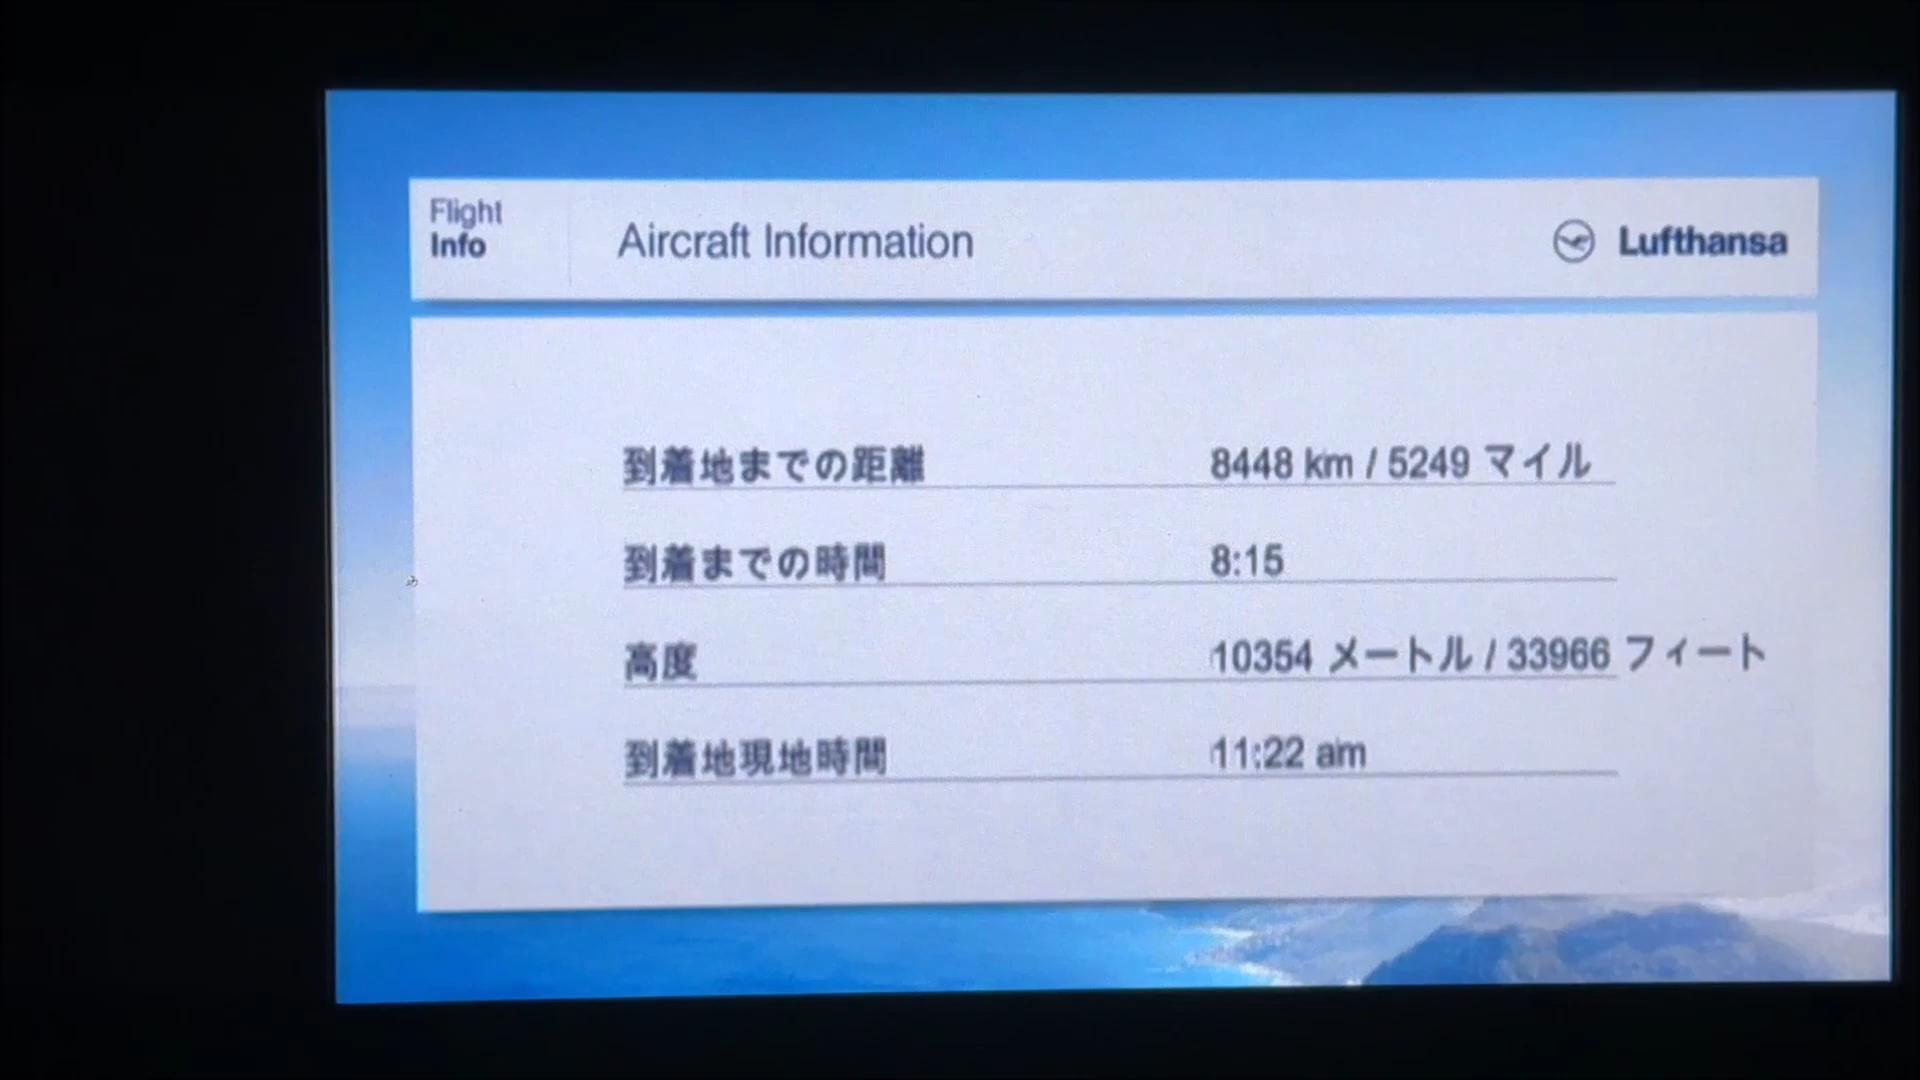 Flight
Info
Aircraft Information
Lufthansa
到着地までの距離 8448 km / 5249 マイル
到着までの時間 8:15
高度 10354 メートル / 33966 フィート
到着地現地時間 11:22 am